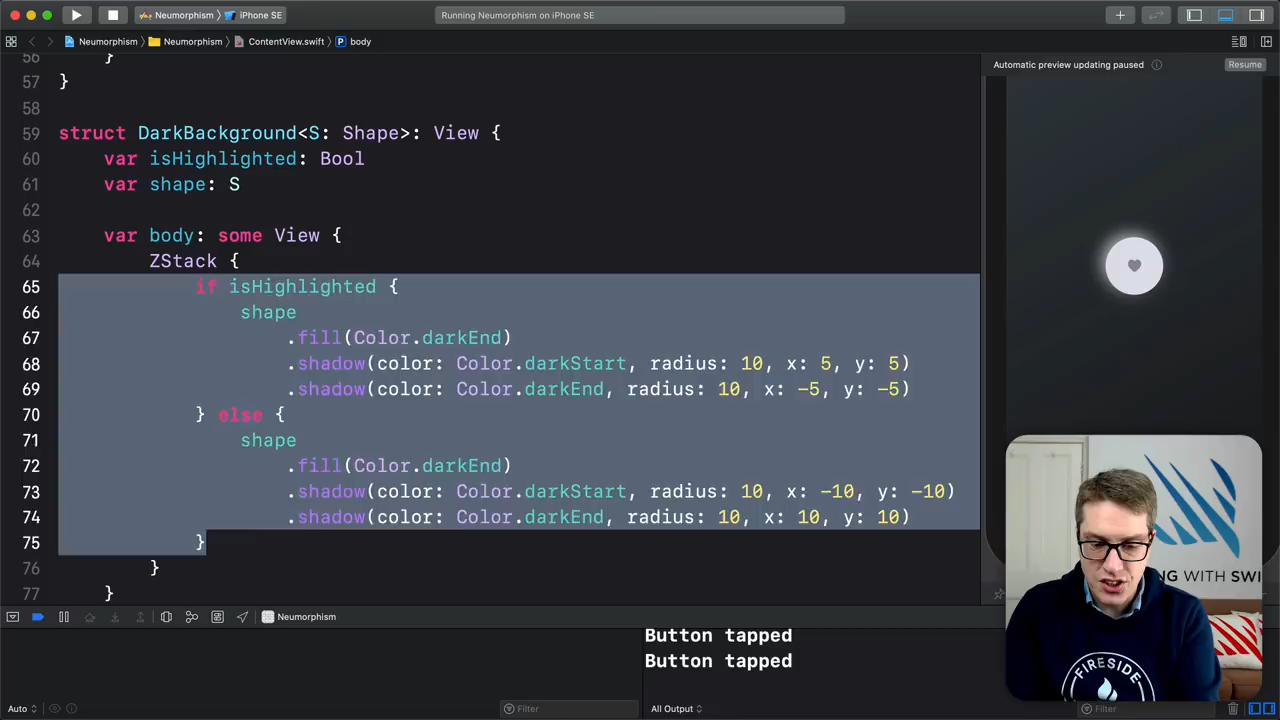 Neumorphism
iPhone SE
Running Neumorphism on iPhone SE
Neumorphism
Neumorphism
ContentView.swift
P body
56 }
57 }
58
59 struct DarkBackground<S: Shape>: View {
60 var isHighlighted: Bool
61 var shape: S
62
63 var body: some View {
64 ZStack {
65 if isHighlighted {
66 shape
67 .fill(Color.darkEnd)
68 .shadow(color: Color.darkStart, radius: 10, x: 5, y: 5)
69 .shadow(color: Color.darkEnd, radius: 10, x: -5, y: -5)
70 } else {
71 shape
72 .fill(Color.darkEnd)
73 .shadow(color: Color.darkStart, radius: 10, x: -10, y: -10)
74 .shadow(color: Color.darkEnd, radius: 10, x: 10, y: 10)
75 }
76 }
77 }
Automatic preview updating paused
Resume
NG WITH SWI
FIRESIDE
Neumorphism
Button tapped
Button tapped
Auto
Filter
All Output
Filter